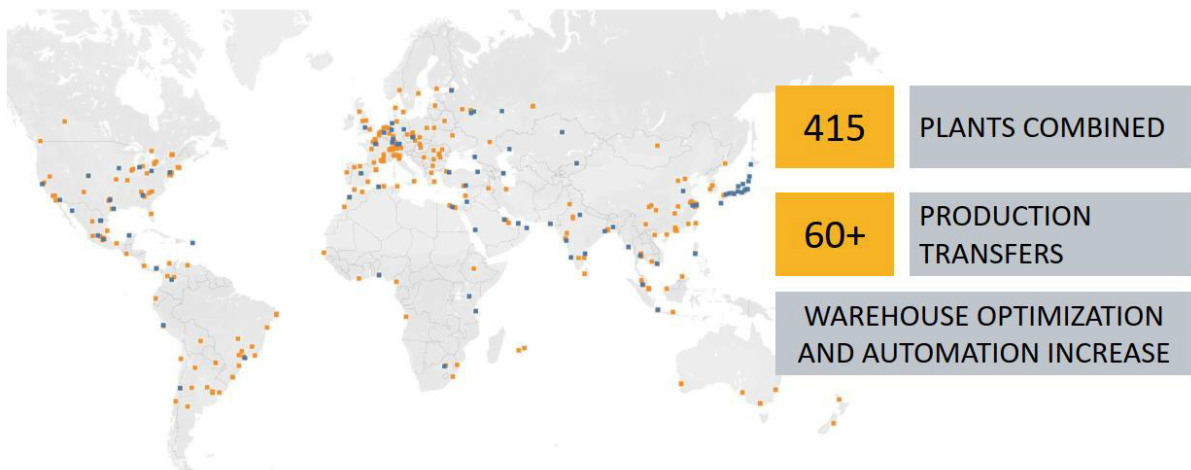 415
PLANTS COMBINED
60+
PRODUCTION
TRANSFERS
WAREHOUSE OPTIMIZATION
AND AUTOMATION INCREASE